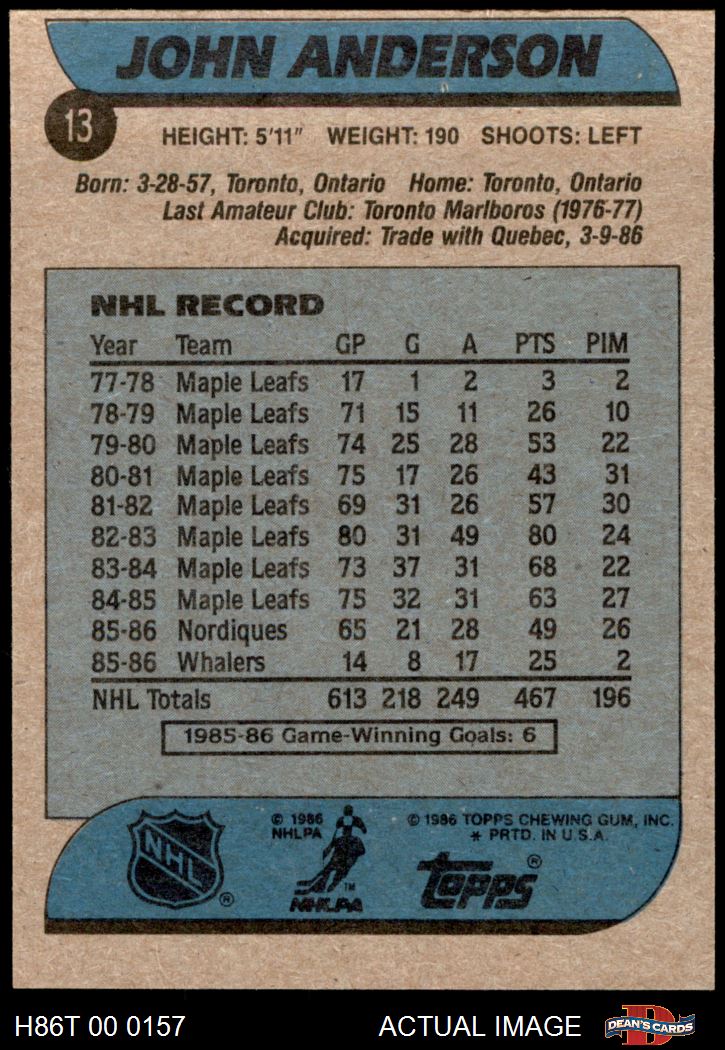 JOHN ANDERSON
13
HEIGHT: 5'11" WEIGHT: 190 SHOOTS: LEFT
Born: 3-28-57, Toronto, Ontario Home: Toronto, Ontario
Last Amateur Club: Toronto Marlboros (1976-77)
Acquired: Trade with Quebec, 3-9-86
NHL RECORD
Year Team GP G A PTS PIM
77-78 Maple Leafs 17 1 2 3 2
78-79 Maple Leafs 71 15 11 26 10
79-80 Maple Leafs 74 25 28 53 22
80-81 Maple Leafs 75 17 26 43 31
81-82 Maple Leafs 69 31 26 57 30
82-83 Maple Leafs 80 31 49 80 24
83-84 Maple Leafs 73 37 31 68 22
84-85 Maple Leafs 75 32 31 63 27
85-86 Nordiques 65 21 28 49 26
85-86 Whalers 14 8 17 25 2
NHL Totals 613 218 249 467 196
1985-86 Game-Winning Goals: 6
NHL ®
© 1986
NHLPA
™
NHLPA
© 1986 TOPPS CHEWING GUM, INC.
* PRTD. IN U.S.A.
topps ®
H86T 00 0157 ACTUAL IMAGE
D
DEAN'S CARDS